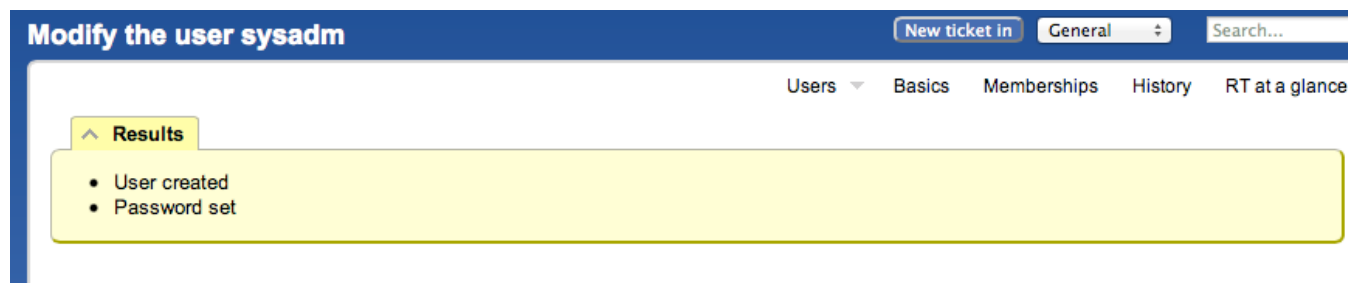 Modify the user sysadm New ticket in General Search...
Users Basics Memberships History RT at a glance
Results
• User created
• Password set